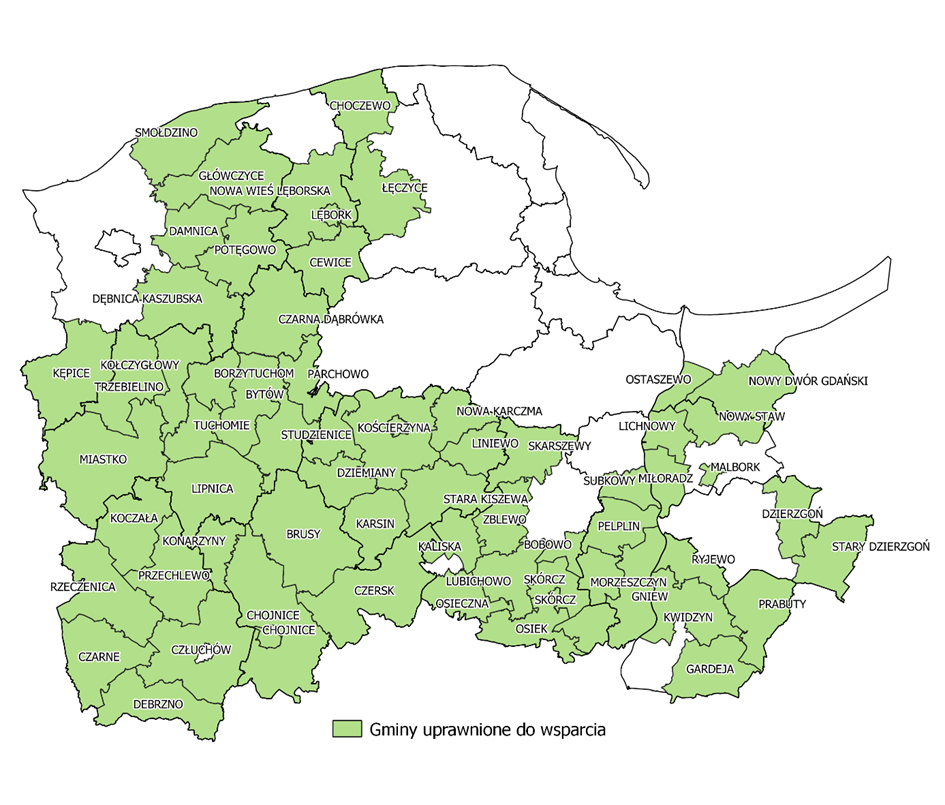 CHOCZEWO
SMOŁDZINO
GŁÓWCZYCE
ŁĘCZYCE
NOWA WIEŚ LĘBORSKA
LĘBORK
DAMNICA
POTĘGOWO
CEWICE
DĘBNICA KASZUBSKA
CZARNA DĄBRÓWKA
KOŁCZYGŁOWY
KĘPICE
BORZYTUCHOM
PARCHOWO
OSTASZEWO
NOWY DWÓR GDAŃSKI
TRZEBIELINO
BYTÓW
NOWA KARCZMA
NOWY STAW
TUCHOMIE
LICHNOWY
STUDZIENICE
KOŚCIERZYNA
LINIEWO
SKARSZEWY
MIASTKO
MALBORK
DZIEMIANY
SUBKOWY
MIŁORADZ
LIPNICA
STARA KISZEWA
DZIERZGOŃ
KOCZAŁA
ZBLEWO
KARSIN
PELPLIN
BRUSY
KONARZYNY
KALISKA
BOBOWO
STARY DZIERZGOŃ
RYJEWO
PRZECHLEWO
RZECZENICA
LUBICHOWO
SKÓRCZ
MORZESZCZYN
CZERSK
GNIEW
OSIECZNA
SKÓRCZ
PRABUTY
CHOJNICE
KWIDZYN
CHOJNICE
OSIEK
CZŁUCHÓW
CZARNE
GARDEJA
DEBRZNO
Gminy uprawnione do wsparcia